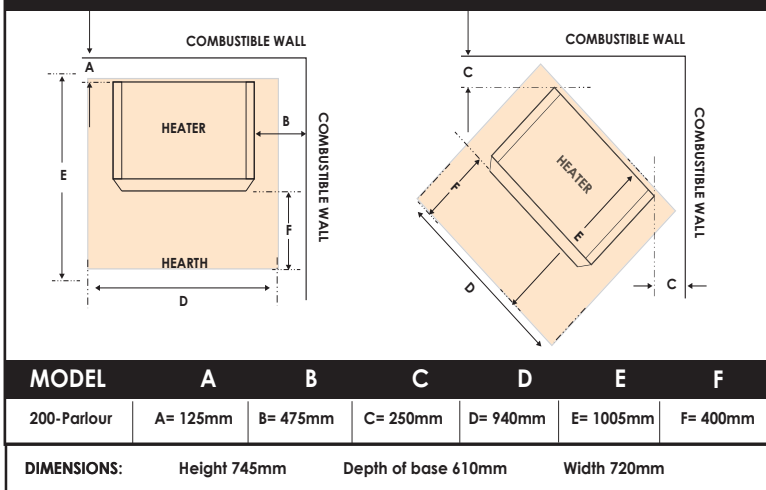 COMBUSTIBLE WALL
A
B
HEATER
COMBUSTIBLE WALL
E
F
HEARTH
D
COMBUSTIBLE WALL
C
COMBUSTIBLE WALL
HEATER
F
E
D
C
MODEL A B C D E F
200-Parlour A= 125mm B= 475mm C= 250mm D= 940mm E= 1005mm F= 400mm
DIMENSIONS: Height 745mm Depth of base 610mm Width 720mm